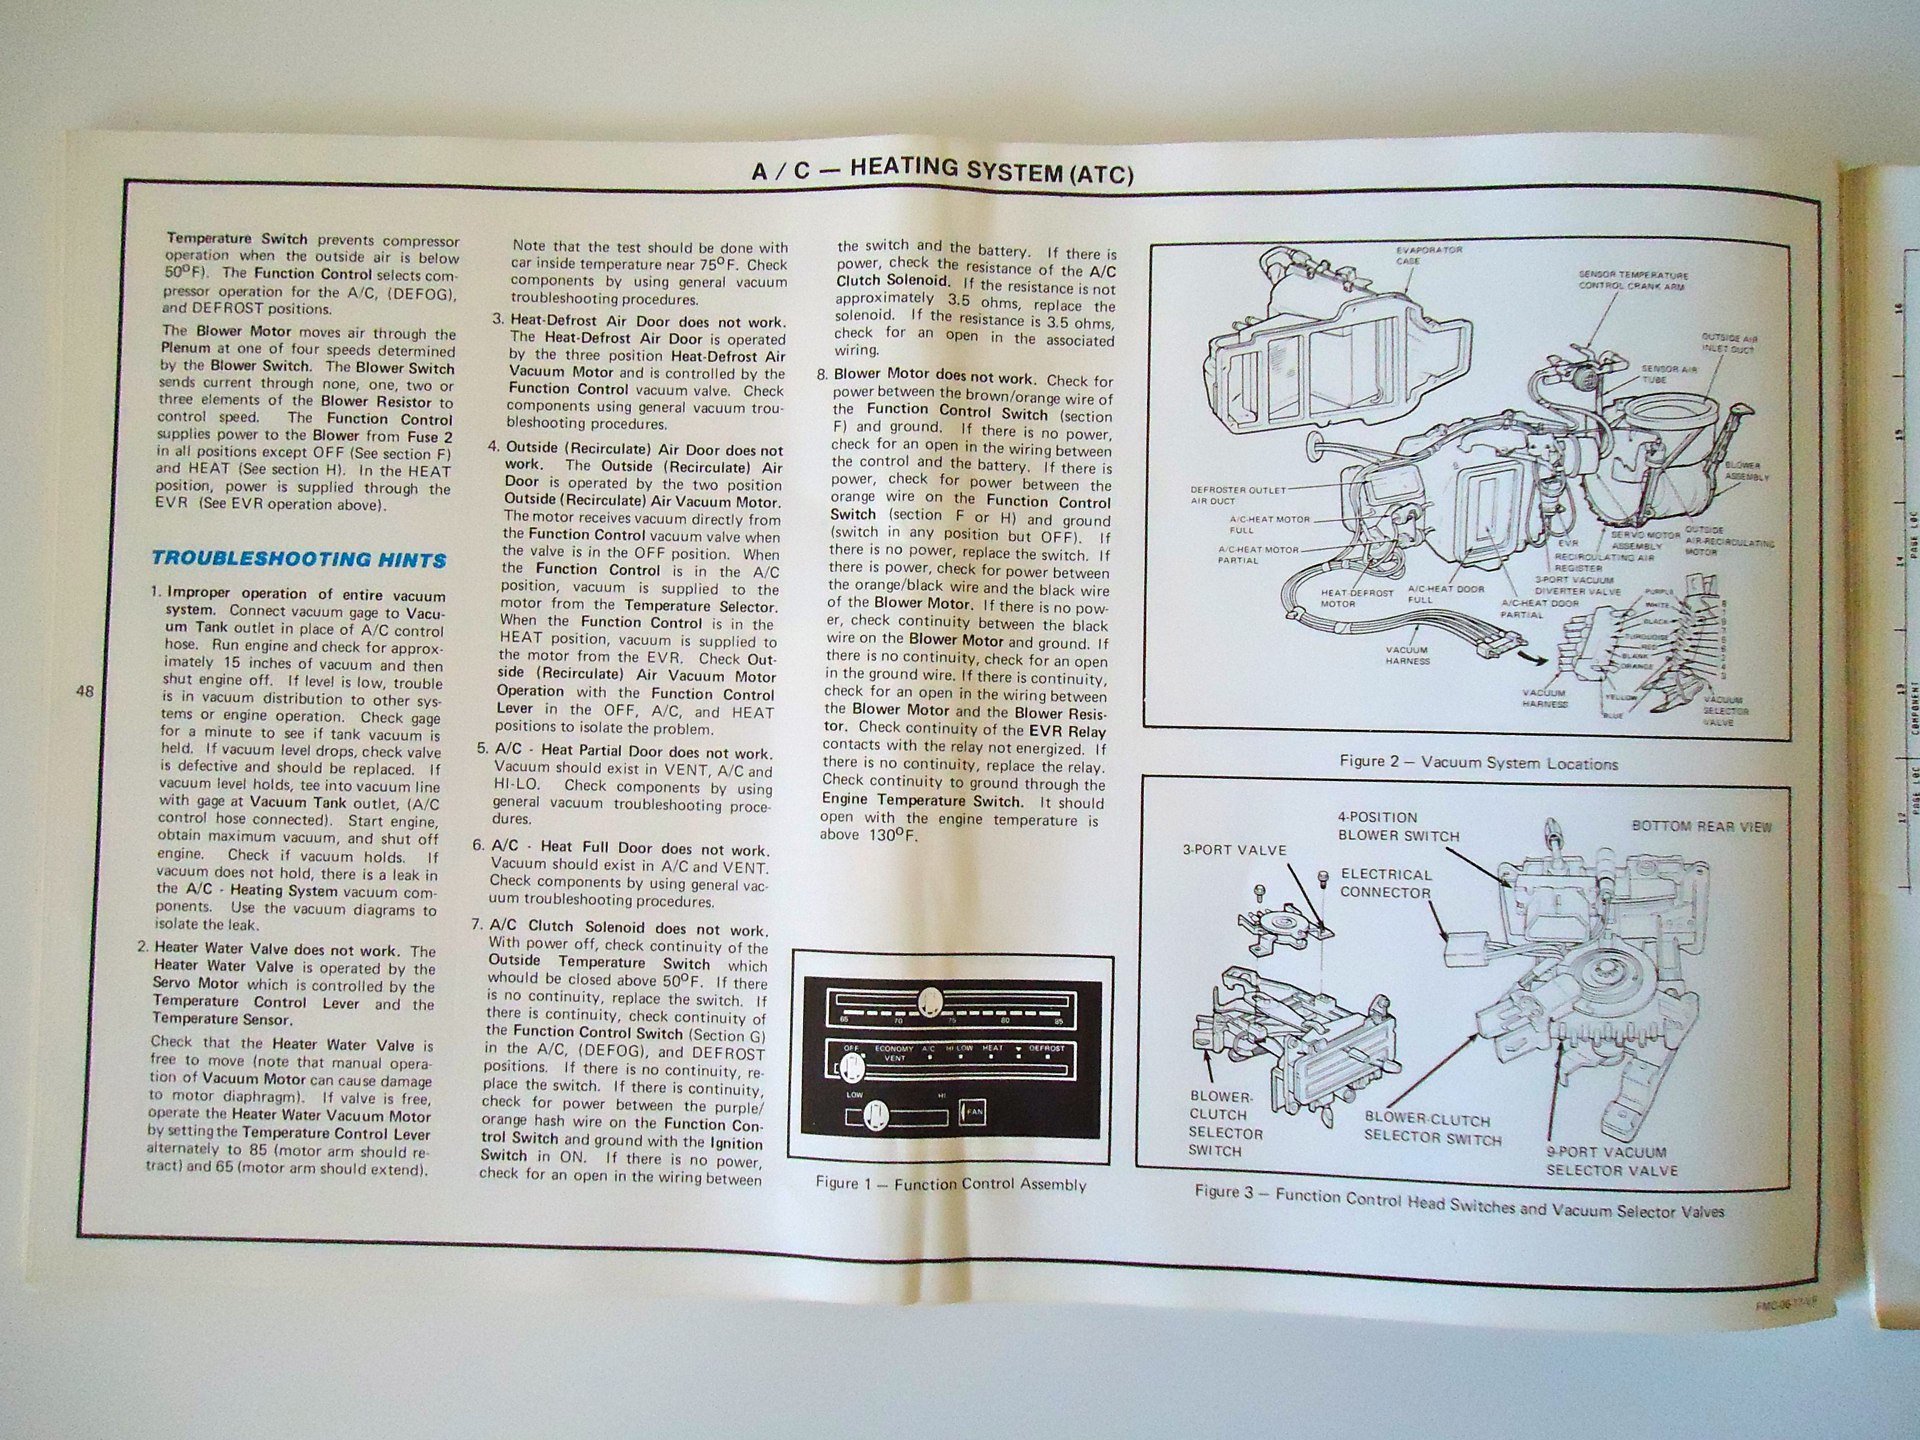 A / C — HEATING SYSTEM (ATC)
Temperature Switch prevents compressor
operation when the outside air is below
50°F). The Function Control selects com-
pressor operation for the A/C, (DEFOG),
and DEFROST positions.
The Blower Motor moves air through the
Plenum at one of four speeds determined
by the Blower Switch. The Blower Switch
sends current through none, one, two or
three elements of the Blower Resistor to
control speed. The Function Control
supplies power to the Blower from Fuse 2
in all positions except OFF (See section F)
and HEAT (See section H). In the HEAT
position, power is supplied through the
EVR (See EVR operation above).
TROUBLESHOOTING HINTS
1. Improper operation of entire vacuum
system. Connect vacuum gage to Vacu-
um Tank outlet in place of A/C control
hose. Run engine and check for approx-
imately 15 inches of vacuum and then
shut engine off. If level is low, trouble
is in vacuum distribution to other sys-
tems or engine operation. Check gage
for a minute to see if tank vacuum is
held. If vacuum level drops, check valve
is defective and should be replaced. If
vacuum level holds, tee into vacuum line
with gage at Vacuum Tank outlet, (A/C
control hose connected). Start engine,
obtain maximum vacuum, and shut off
engine. Check if vacuum holds. If
vacuum does not hold, there is a leak in
the A/C - Heating System vacuum com-
ponents. Use the vacuum diagrams to
isolate the leak.
2. Heater Water Valve does not work. The
Heater Water Valve is operated by the
Servo Motor which is controlled by the
Temperature Control Lever and the
Temperature Sensor.
Check that the Heater Water Valve is
free to move (note that manual opera-
tion of Vacuum Motor can cause damage
to motor diaphragm). If valve is free,
operate the Heater Water Vacuum Motor
by setting the Temperature Control Lever
alternately to 85 (motor arm should re-
tract) and 65 (motor arm should extend).
48
Note that the test should be done with
car inside temperature near 75°F. Check
components by using general vacuum
troubleshooting procedures.
3. Heat-Defrost Air Door does not work.
The Heat-Defrost Air Door is operated
by the three position Heat-Defrost Air
Vacuum Motor and is controlled by the
Function Control vacuum valve. Check
components using general vacuum trou-
bleshooting procedures.
4. Outside (Recirculate) Air Door does not
work. The Outside (Recirculate) Air
Door is operated by the two position
Outside (Recirculate) Air Vacuum Motor.
The motor receives vacuum directly from
the Function Control vacuum valve when
the valve is in the OFF position. When
the Function Control is in the A/C
position, vacuum is supplied to the
motor from the Temperature Selector.
When the Function Control is in the
HEAT position, vacuum is supplied to
the motor from the EVR. Check Out-
side (Recirculate) Air Vacuum Motor
Operation with the Function Control
Lever in the OFF, A/C, and HEAT
positions to isolate the problem.
5. A/C - Heat Partial Door does not work.
Vacuum should exist in VENT, A/C and
HI-LO. Check components by using
general vacuum troubleshooting proce-
dures.
6. A/C - Heat Full Door does not work.
Vacuum should exist in A/C and VENT.
Check components by using general vac-
uum troubleshooting procedures.
7. A/C Clutch Solenoid does not work.
With power off, check continuity of the
Outside Temperature Switch which
whould be closed above 50°F. If there
is no continuity, replace the switch. If
there is continuity, check continuity of
the Function Control Switch (Section G)
in the A/C, (DEFOG), and DEFROST
positions. If there is no continuity, re-
place the switch. If there is continuity,
check for power between the purple/
orange hash wire on the Function Con-
trol Switch and ground with the Ignition
Switch in ON. If there is no power,
check for an open in the wiring between
the switch and the battery. If there is
power, check the resistance of the A/C
Clutch Solenoid. If the resistance is not
approximately 3.5 ohms, replace the
solenoid. If the resistance is 3.5 ohms,
check for an open in the associated
wiring.
8. Blower Motor does not work. Check for
power between the brown/orange wire of
the Function Control Switch (section
F) and ground. If there is no power,
check for an open in the wiring between
the control and the battery. If there is
power, check for power between the
orange wire on the Function Control
Switch (section F or H) and ground
(switch in any position but OFF). If
there is no power, replace the switch. If
there is power, check for power between
the orange/black wire and the black wire
of the Blower Motor. If there is no pow-
er, check continuity between the black
wire on the Blower Motor and ground. If
there is no continuity, check for an open
in the ground wire. If there is continuity,
check for an open in the wiring between
the Blower Motor and the Blower Resis-
tor. Check continuity of the EVR Relay
contacts with the relay not energized. If
there is no continuity, replace the relay.
Check continuity to ground through the
Engine Temperature Switch. It should
open with the engine temperature is
above 130°F.
65 70 75 80 85
OFF ECONOMY A/C HI LOW HEAT DEFROST
VENT
LOW HI
FAN
Figure 1 — Function Control Assembly
EVAPORATOR
CASE
SENSOR TEMPERATURE
CONTROL CRANK ARM
OUTSIDE AIR
INLET DUCT
SENSOR AIR
TUBE
BLOWER
ASSEMBLY
DEFROSTER OUTLET
AIR DUCT
A/C-HEAT MOTOR
FULL
A/C-HEAT MOTOR
PARTIAL
HEAT-DEFROST
MOTOR
A/C-HEAT DOOR
FULL
A/C-HEAT DOOR
PARTIAL
EVR
SERVO MOTOR
ASSEMBLY
OUTSIDE
AIR-RECIRCULATING
MOTOR
RECIRCULATING AIR
REGISTER
3-PORT VACUUM
DIVERTER VALVE
VACUUM
HARNESS
PURPLE
WHITE
BLACK
TURQUOISE
RED
BLANK
ORANGE
YELLOW
BLUE
VACUUM
HARNESS
VACUUM
SELECTOR
VALVE
Figure 2 — Vacuum System Locations
4-POSITION
BLOWER SWITCH
BOTTOM REAR VIEW
3-PORT VALVE
ELECTRICAL
CONNECTOR
BLOWER-
CLUTCH
SELECTOR
SWITCH
BLOWER-CLUTCH
SELECTOR SWITCH
9-PORT VACUUM
SELECTOR VALVE
Figure 3 — Function Control Head Switches and Vacuum Selector Valves
16
15
14
PAGE LOC
13
COMPONENT
12
PAGE LOC